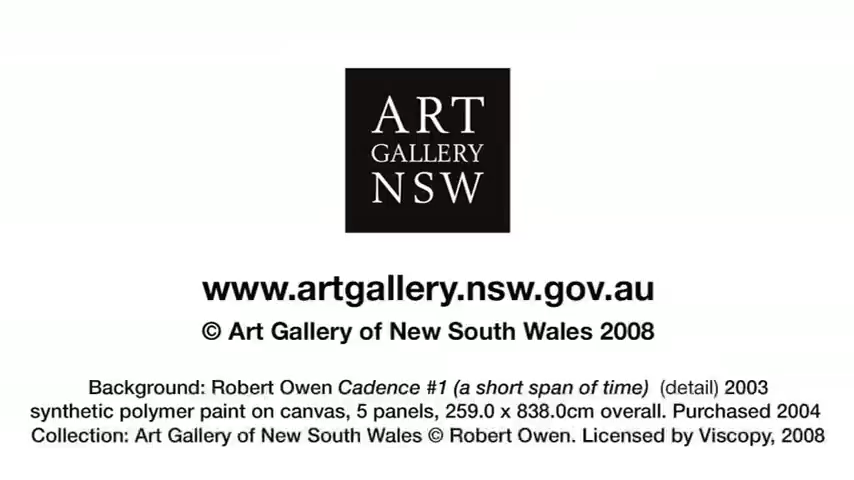 ART
GALLERY
NSW
www.artgallery.nsw.gov.au
© Art Gallery of New South Wales 2008
Background: Robert Owen Cadence #1 (a short span of time) (detail) 2003
synthetic polymer paint on canvas, 5 panels, 259.0 x 838.0cm overall. Purchased 2004
Collection: Art Gallery of New South Wales © Robert Owen. Licensed by Viscopy, 2008